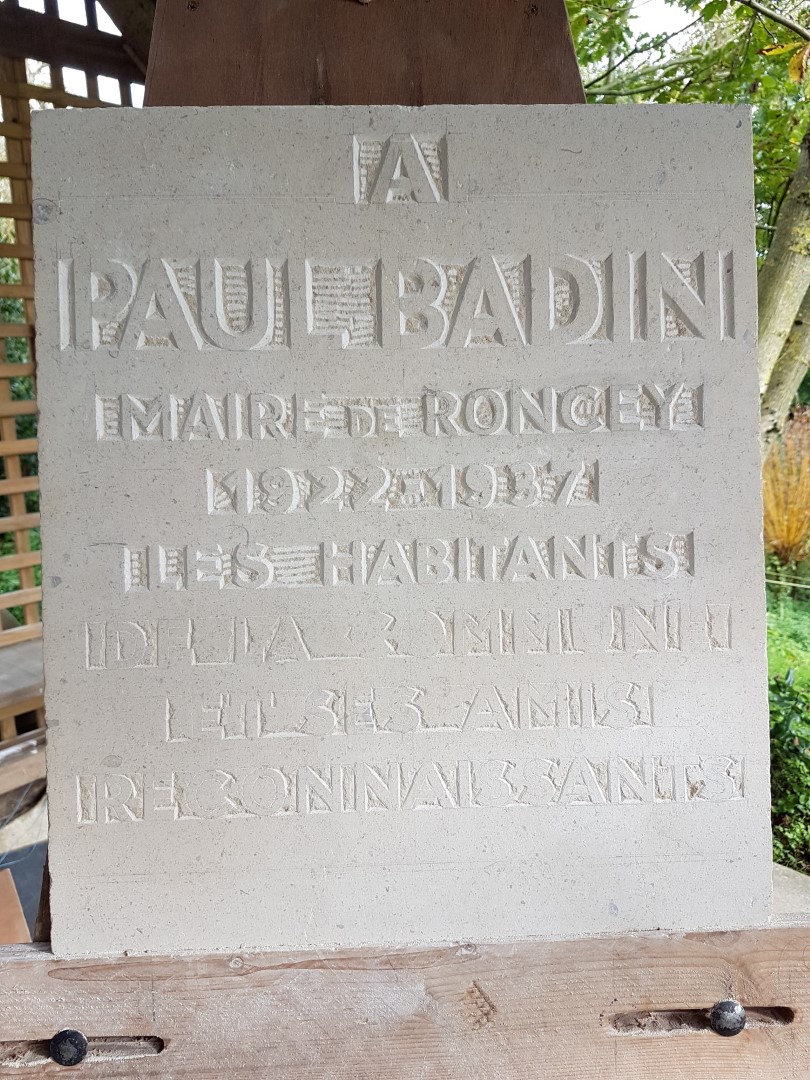 A
PAUL BADIN
MAIRE DE RONCEY
1922-1937
LES HABITANTS
DE LA COMMUNE
ET SES AMIS
RECONNAISSANTS